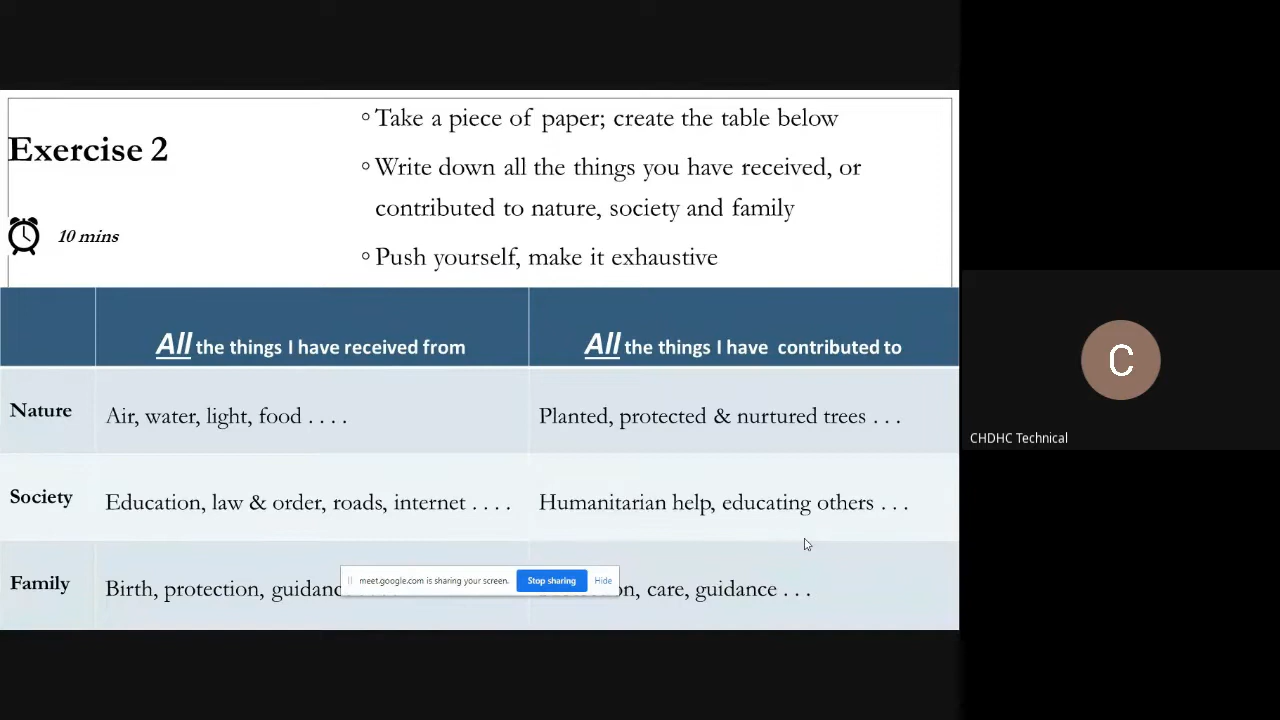 Exercise 2
10 mins
Take a piece of paper; create the table below
Write down all the things you have received, or
contributed to nature, society and family
Push yourself, make it exhaustive
All the things I have received from
All the things I have contributed to
Nature
Air, water, light, food . . . .
Planted, protected & nurtured trees . . .
Society
Education, law & order, roads, internet . . . .
Humanitarian help, educating others . . .
Family
Birth, protection,
care, guidance . . .
meet.google.com is sharing your screen.
Stop sharing
Hide
C
CHDHC Technical